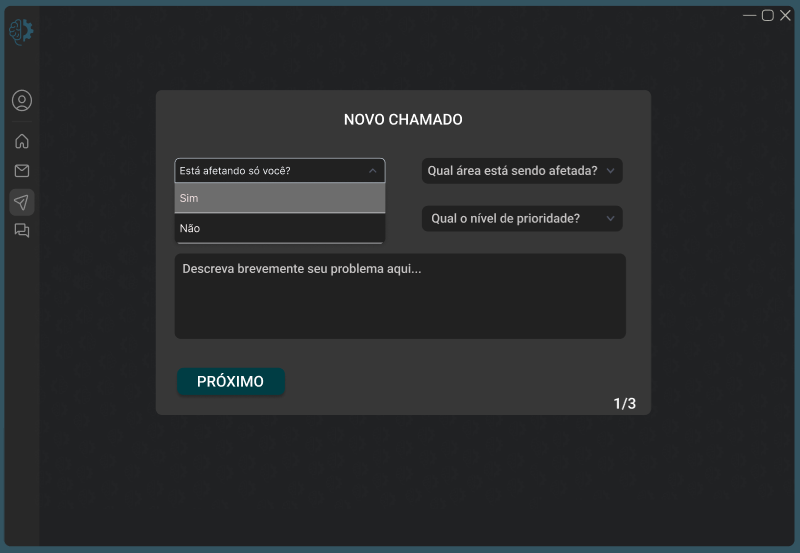 NOVO CHAMADO
Está afetando só você?
Qual área está sendo afetada?
Sim
Não
Qual o nível de prioridade?
Descreva brevemente seu problema aqui...
PRÓXIMO
1/3